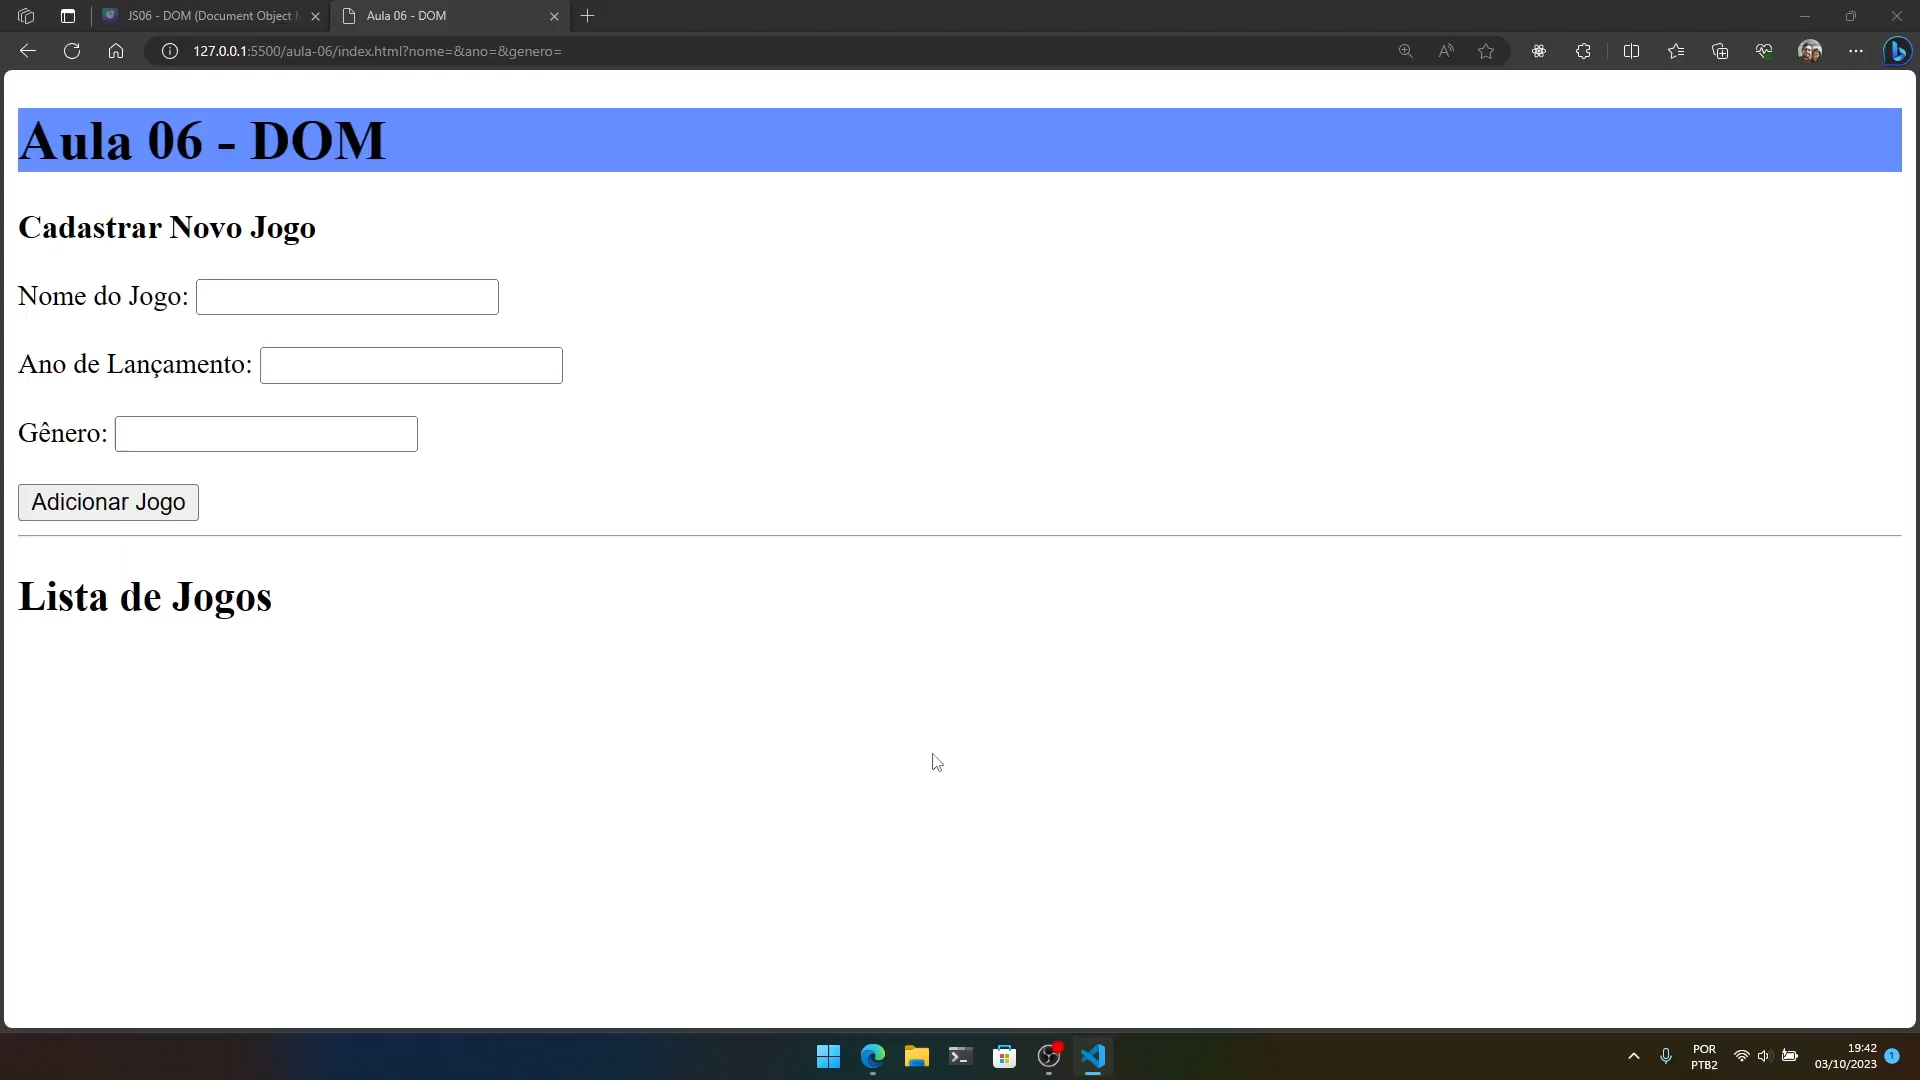 JS06 - DOM (Document Object
Aula 06 - DOM
127.0.0.1:5500/aula-06/index.html?nome=&ano=&genero=
Aula 06 - DOM
Cadastrar Novo Jogo
Nome do Jogo:
Ano de Lançamento:
Gênero:
Adicionar Jogo
Lista de Jogos
POR
PTB2
19:42
03/10/2023
1